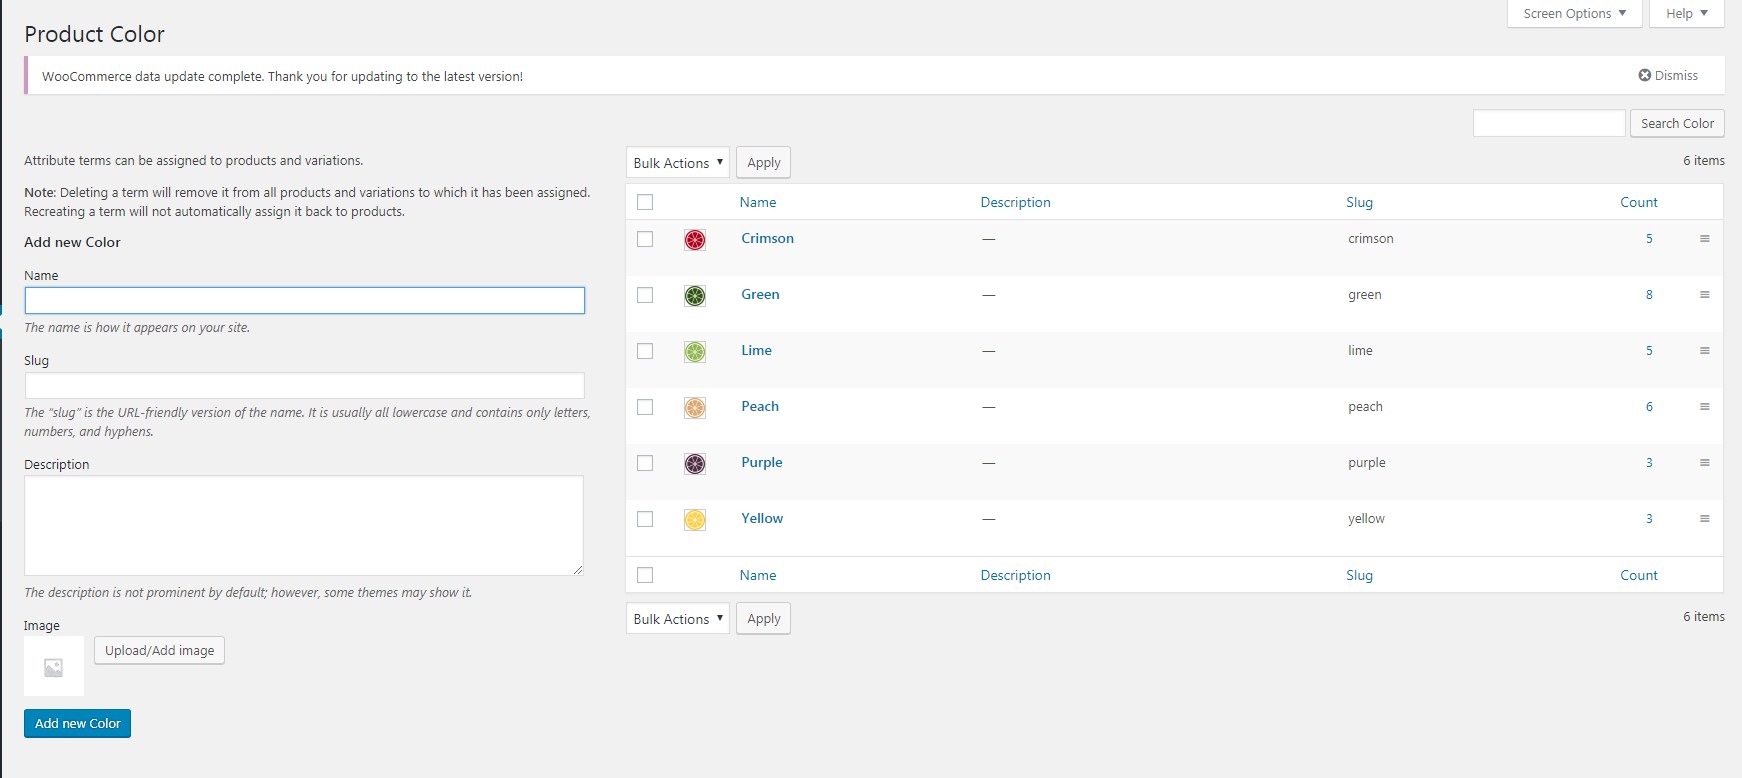 Screen Options ▼
Help ▼
Product Color
WooCommerce data update complete. Thank you for updating to the latest version!
Dismiss
Search Color
Attribute terms can be assigned to products and variations.
Note: Deleting a term will remove it from all products and variations to which it has been assigned.
Recreating a term will not automatically assign it back to products.
Add new Color
Name
The name is how it appears on your site.
Slug
The “slug” is the URL-friendly version of the name. It is usually all lowercase and contains only letters,
numbers, and hyphens.
Description
The description is not prominent by default; however, some themes may show it.
Image
Upload/Add image
Add new Color
Bulk Actions ▼ Apply
6 items
Name Description Slug Count
Crimson — crimson 5
Green — green 8
Lime — lime 5
Peach — peach 6
Purple — purple 3
Yellow — yellow 3
Name Description Slug Count
Bulk Actions ▼ Apply
6 items